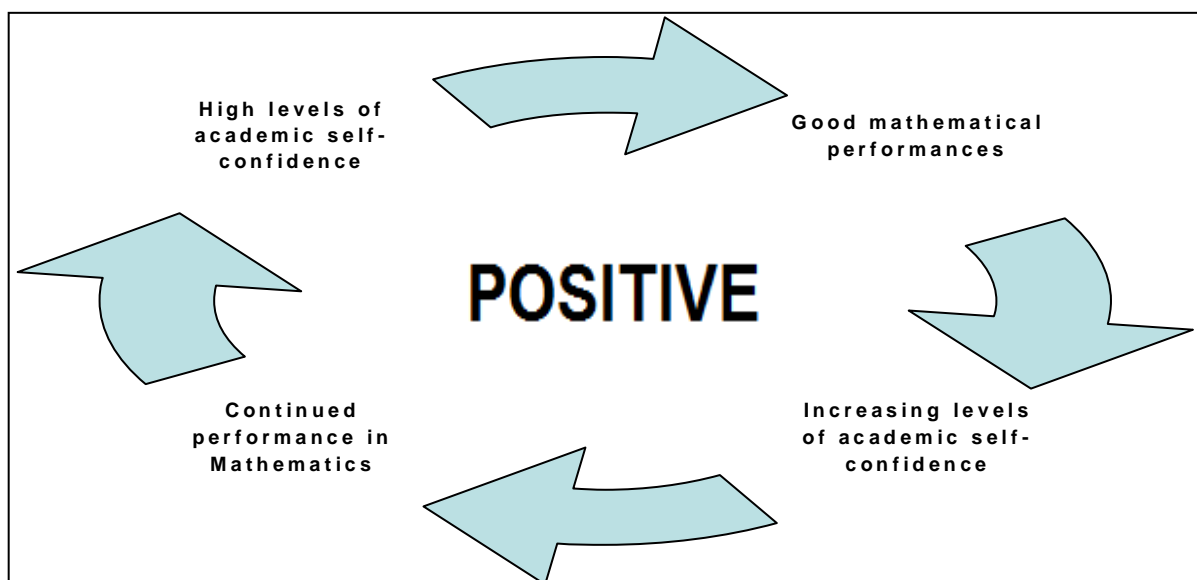 High levels of
academic self-
confidence
Good mathematical
performances
POSITIVE
Continued
performance in
Mathematics
Increasing levels
of academic self-
confidence